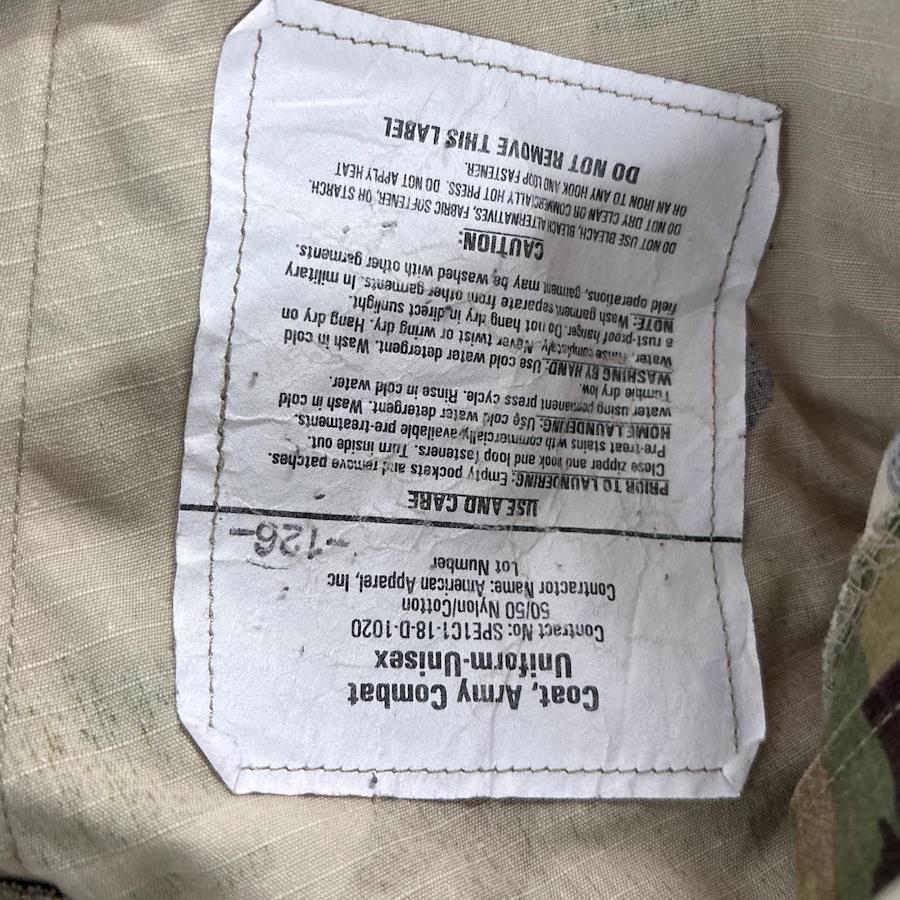 Coat, Army Combat
Uniform-Unisex
Contract No: SPE1C1-18-D-1020
50/50 Nylon/Cotton
Contractor Name: American Apparel, Inc
Lot Number
-126-
USE AND CARE
PRIOR TO LAUNDERING: Empty pockets and remove patches.
Close zipper and hook and loop fasteners. Turn inside out.
Pre-treat stains with commercially available pre-treatments.
HOME LAUNDERING: Use cold water detergent. Wash in cold
water using permanent press cycle. Rinse in cold water.
Tumble dry low.
WASHING BY HAND: Use cold water detergent. Wash in cold
water. Rinse completely. Never twist or wring dry. Hang dry on
a rust-proof hanger. Do not hang dry in direct sunlight.
NOTE: Wash garment separate from other garments. In military
field operations, garment may be washed with other garments.
CAUTION:
DO NOT USE BLEACH, BLEACH ALTERNATIVES, FABRIC SOFTENER, OR STARCH.
DO NOT DRY CLEAN OR COMMERCIALLY HOT PRESS. DO NOT APPLY HEAT
OR AN IRON TO ANY HOOK AND LOOP FASTENER.
DO NOT REMOVE THIS LABEL